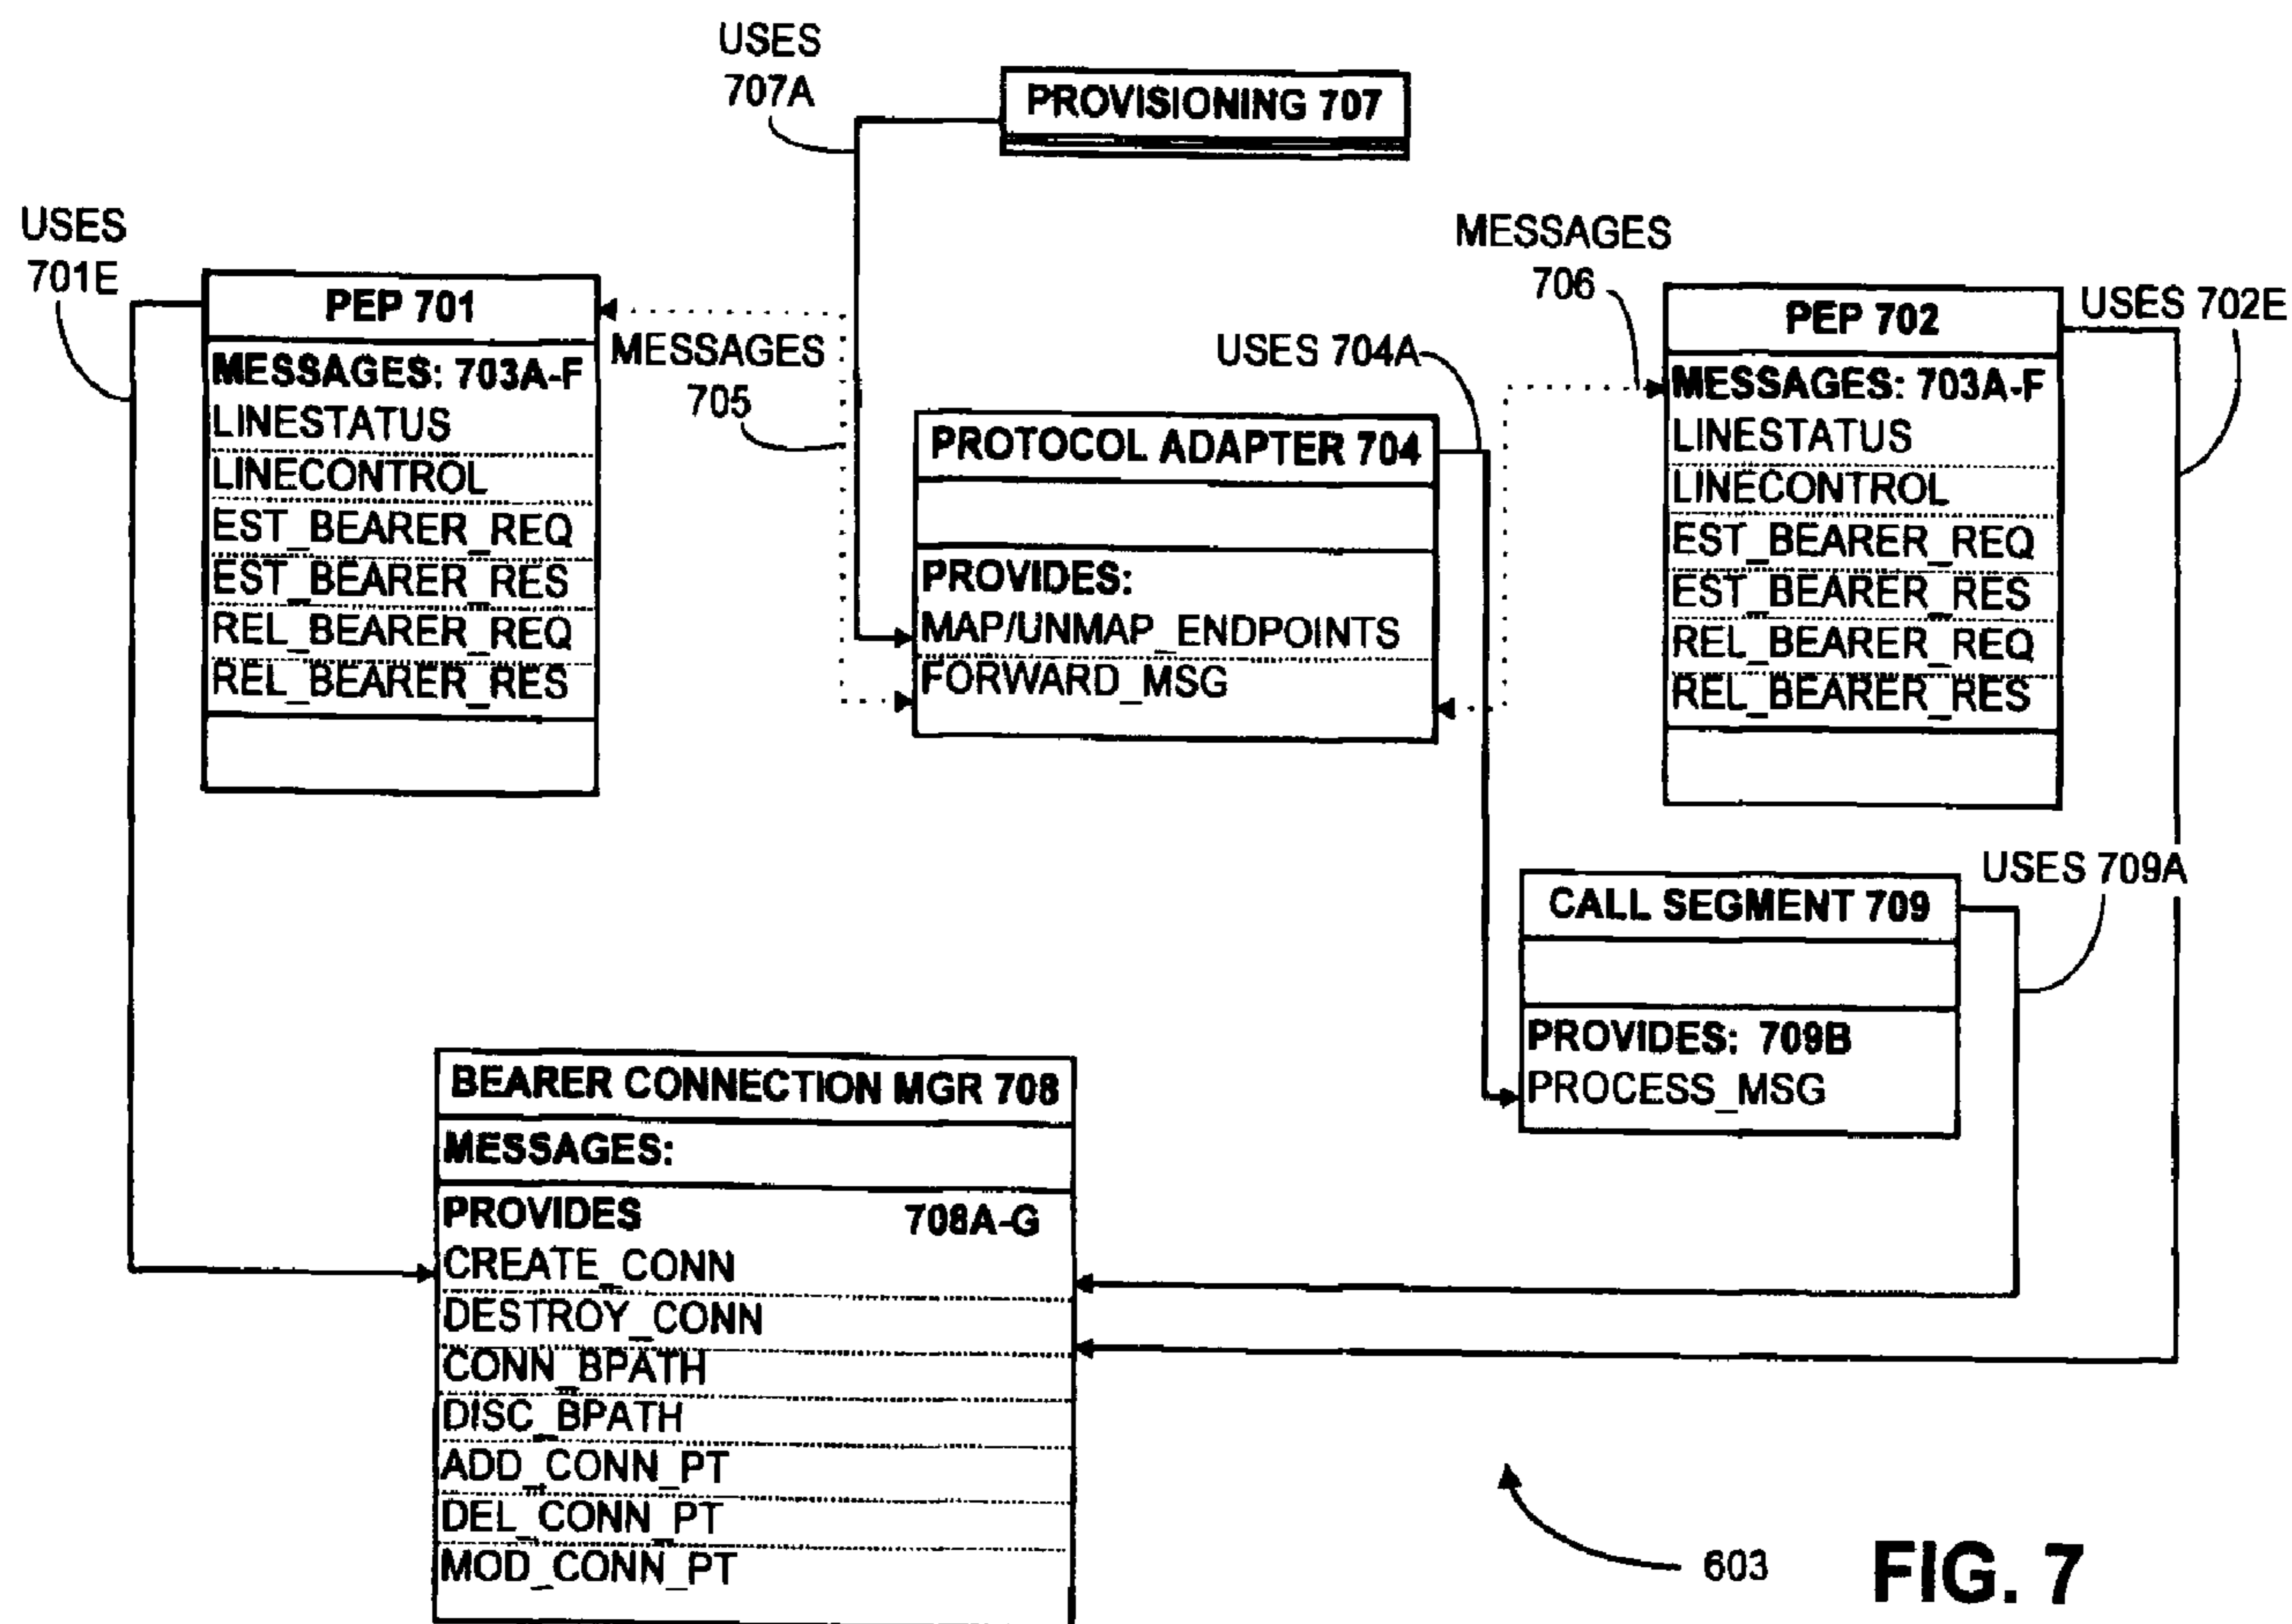 USES
707A
PROVISIONING 707
USES
701E
PEP 701
MESSAGES: 703A-F
LINESTATUS
LINECONTROL
EST_BEARER_REQ
EST_BEARER_RES
REL_BEARER_REQ
REL_BEARER_RES
MESSAGES
705
PROTOCOL ADAPTER 704
PROVIDES:
MAP/UNMAP_ENDPOINTS
FORWARD_MSG
USES 704A
MESSAGES
706
PEP 702
MESSAGES: 703A-F
LINESTATUS
LINECONTROL
EST_BEARER_REQ
EST_BEARER_RES
REL_BEARER_REQ
REL_BEARER_RES
USES 702E
CALL SEGMENT 709
PROVIDES: 709B
PROCESS_MSG
USES 709A
BEARER CONNECTION MGR 708
MESSAGES:
PROVIDES 708A-G
CREATE_CONN
DESTROY_CONN
CONN_BPATH
DISC_BPATH
ADD_CONN_PT
DEL_CONN_PT
MOD_CONN_PT
603
FIG. 7